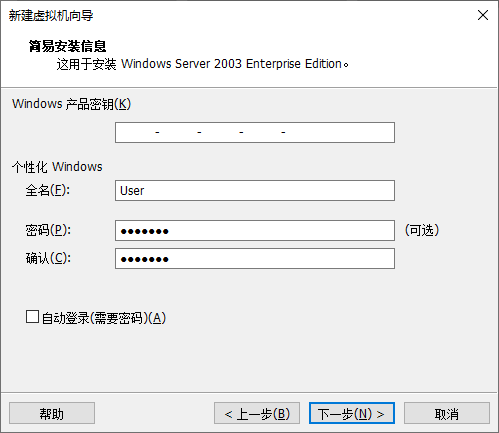 新建虚拟机向导
简易安装信息
这用于安装 Windows Server 2003 Enterprise Edition。
Windows 产品密钥(K)
- - - -
个性化 Windows
全名(F): User
密码(P): ●●●●●●● (可选)
确认(C): ●●●●●●●
自动登录(需要密码)(A)
帮助 < 上一步(B) 下一步(N) > 取消